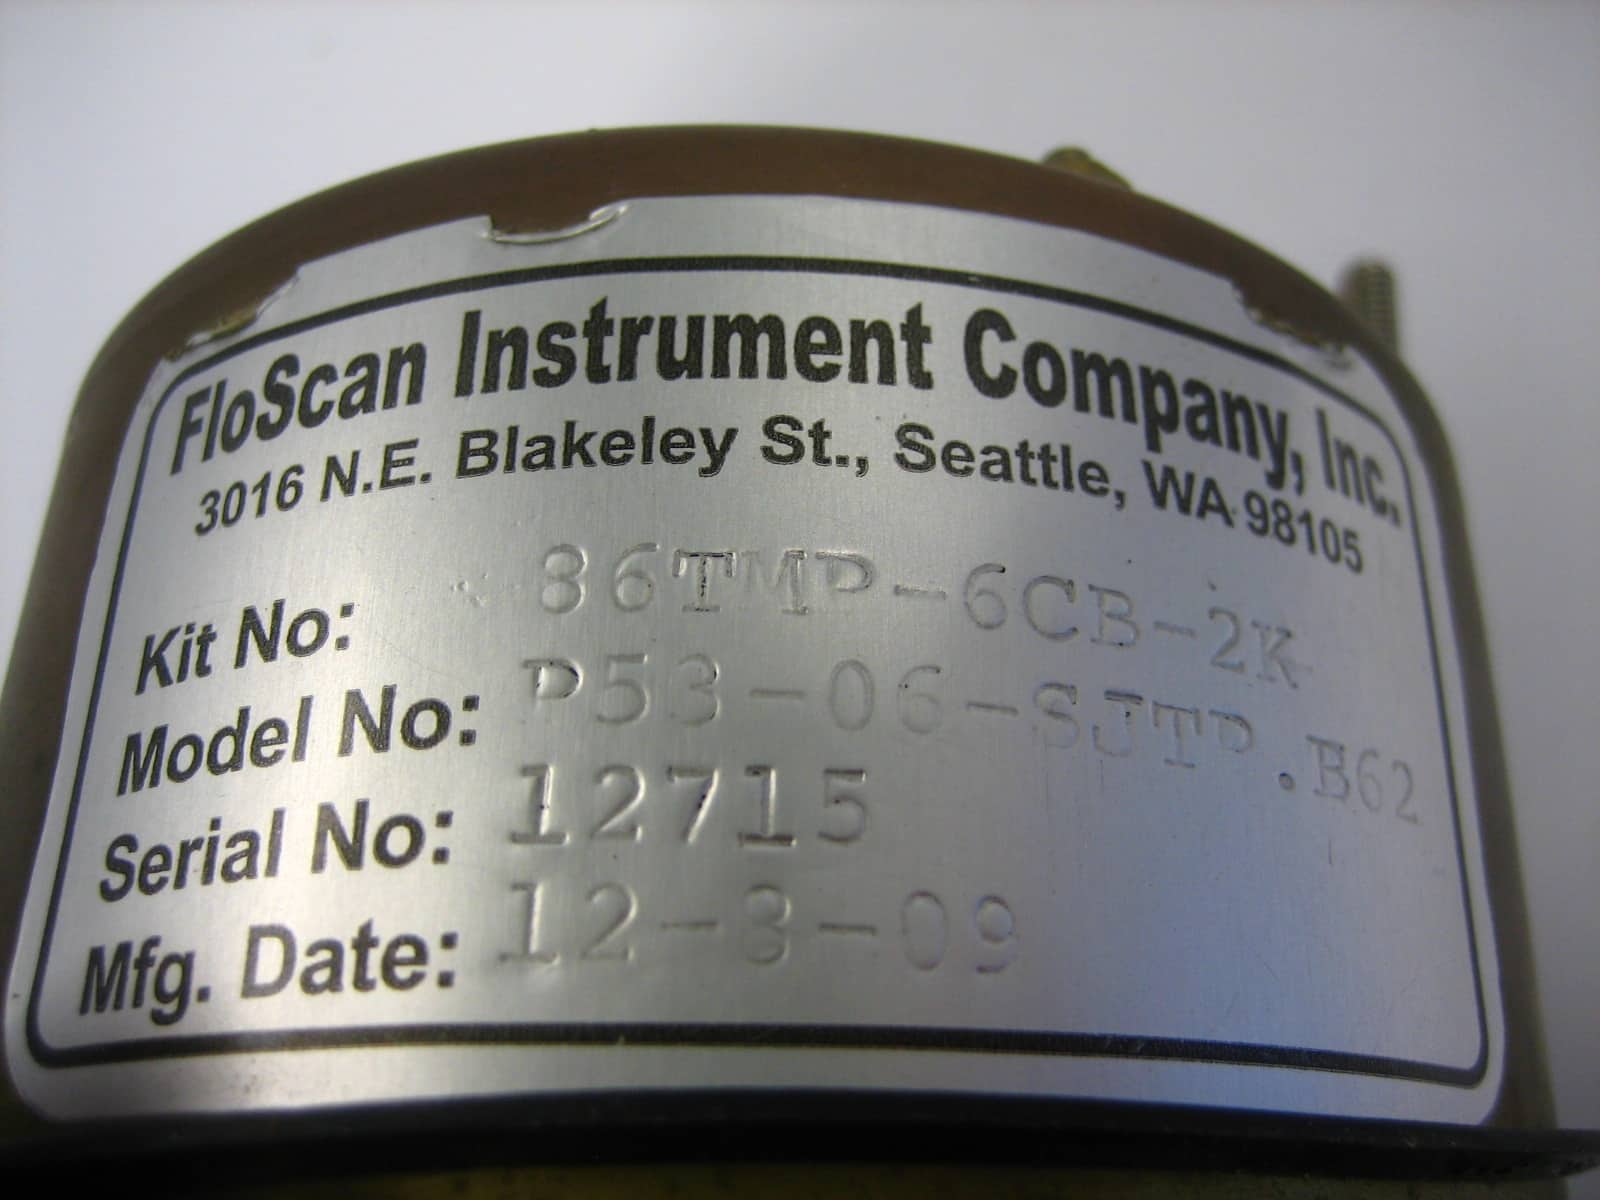 FloScan Instrument Company, Inc.
3016 N.E. Blakeley St., Seattle, WA 98105
Kit No: 86TMP-6CB-2K
Model No: P53-06-SJTP.B62
Serial No: 12715
Mfg. Date: 12-8-09